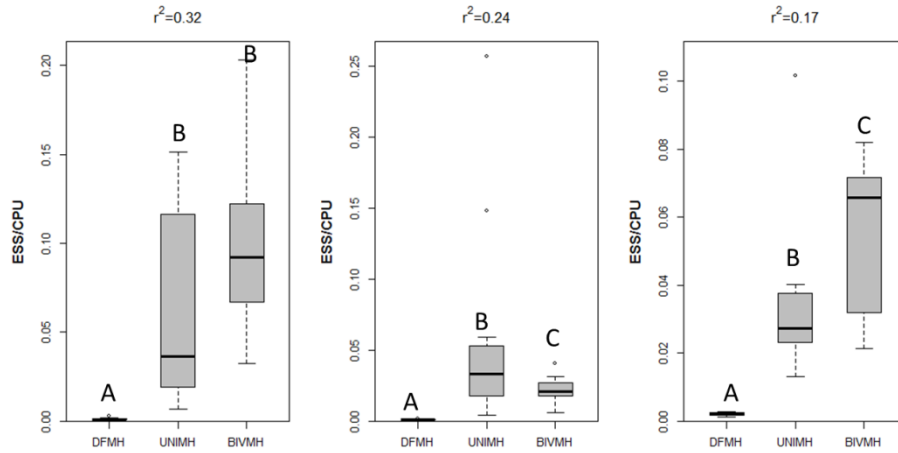 r²=0.32
ESS/CPU
0.00
0.05
0.10
0.15
0.20
A
B
B
DFMH UNIMH BIVMH
r²=0.24
ESS/CPU
0.00
0.05
0.10
0.15
0.20
0.25
A
B
C
DFMH UNIMH BIVMH
r²=0.17
ESS/CPU
0.00
0.02
0.04
0.06
0.08
0.10
A
B
C
DFMH UNIMH BIVMH